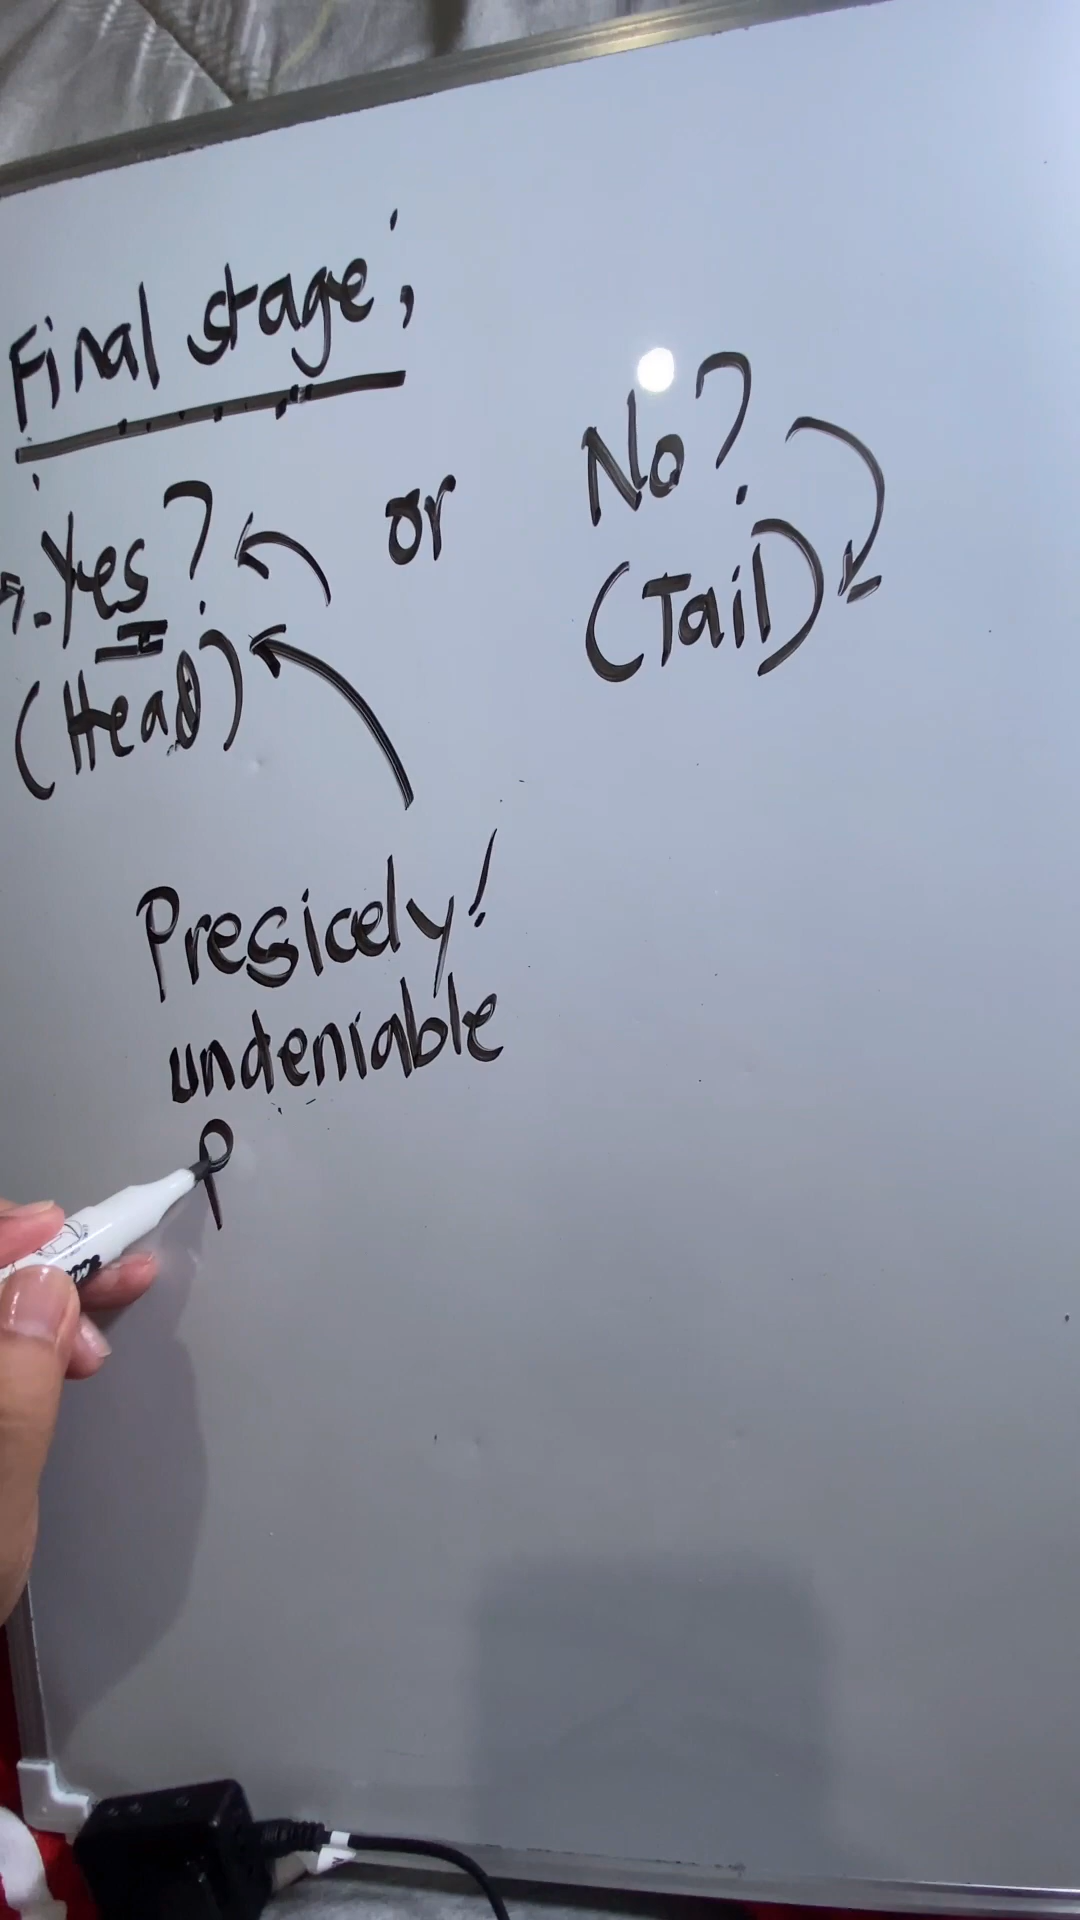 Final stage;
Yes? or No?
(Head) (Tail)
Presicely!
undeniable
P